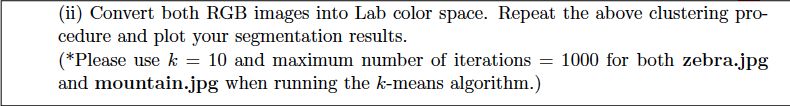 (ii) Convert both RGB images into Lab color space. Repeat the above clustering pro-
cedure and plot your segmentation results.
(*Please use k = 10 and maximum number of iterations = 1000 for both zebra.jpg
and mountain.jpg when running the k-means algorithm.)